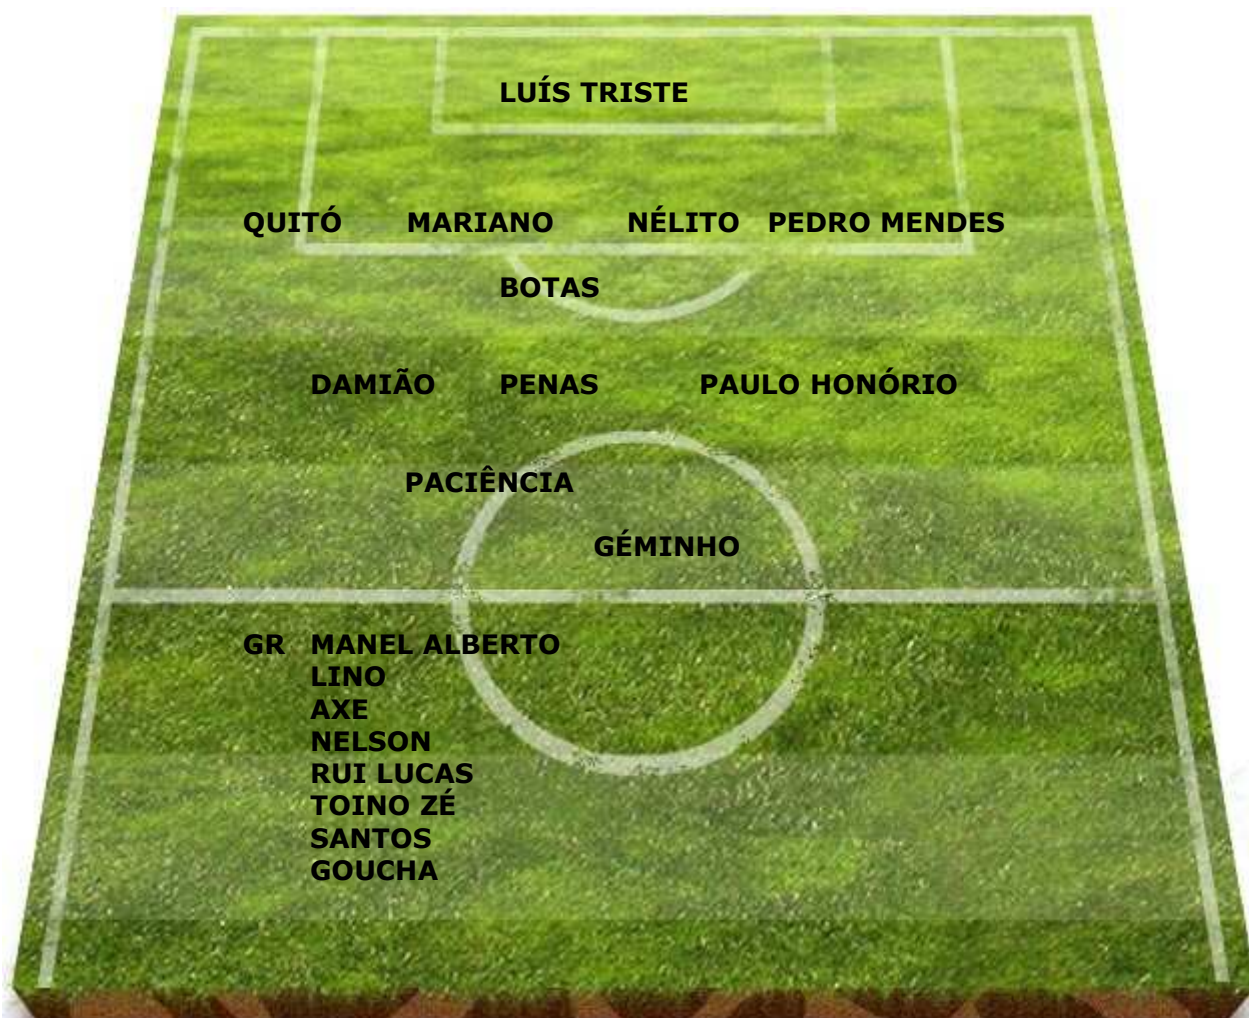 LUÍS TRISTE
QUITÓ MARIANO NÉLITO PEDRO MENDES
BOTAS
DAMIÃO PENAS PAULO HONÓRIO
PACIÊNCIA
GÉMINHO
GR MANEL ALBERTO
LINO
AXE
NELSON
RUI LUCAS
TOINO ZÉ
SANTOS
GOUCHA